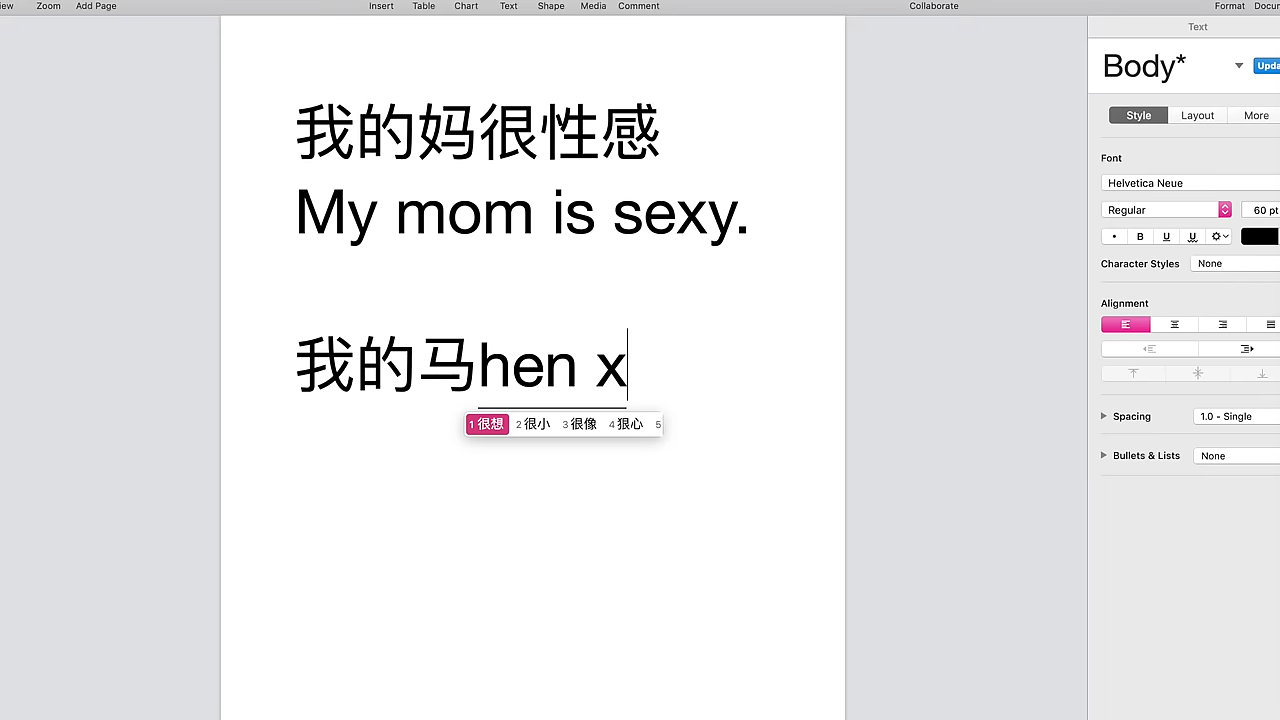 Zoom Add Page Insert Table Chart Text Shape Media Comment Collaborate Format
Text
Body*
Style Layout More
Font
Helvetica Neue
Regular 60 pt
B U U
Character Styles None
Alignment
Spacing 1.0 - Single
Bullets & Lists None
我的妈很性感
My mom is sexy.
我的马hen x
1 很想 2 很小 3 很像 4 狠心 5